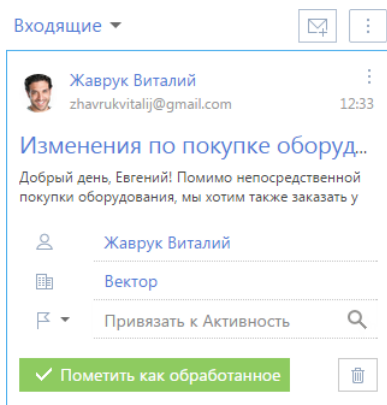 Входящие
Жаврук Виталий
zhavrukvitalij@gmail.com
12:33
Изменения по покупке оборуд...
Добрый день, Евгений! Помимо непосредственной
покупки оборудования, мы хотим также заказать у
Жаврук Виталий
Вектор
Привязать к Активность
Пометить как обработанное